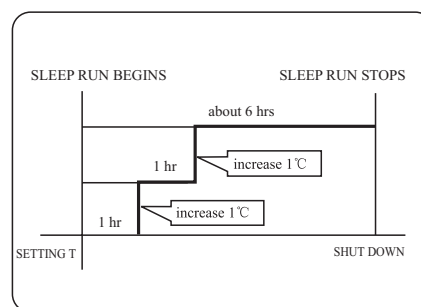 SLEEP RUN BEGINS SLEEP RUN STOPS
about 6 hrs
1 hr increase 1℃
1 hr increase 1℃
SETTING T SHUT DOWN